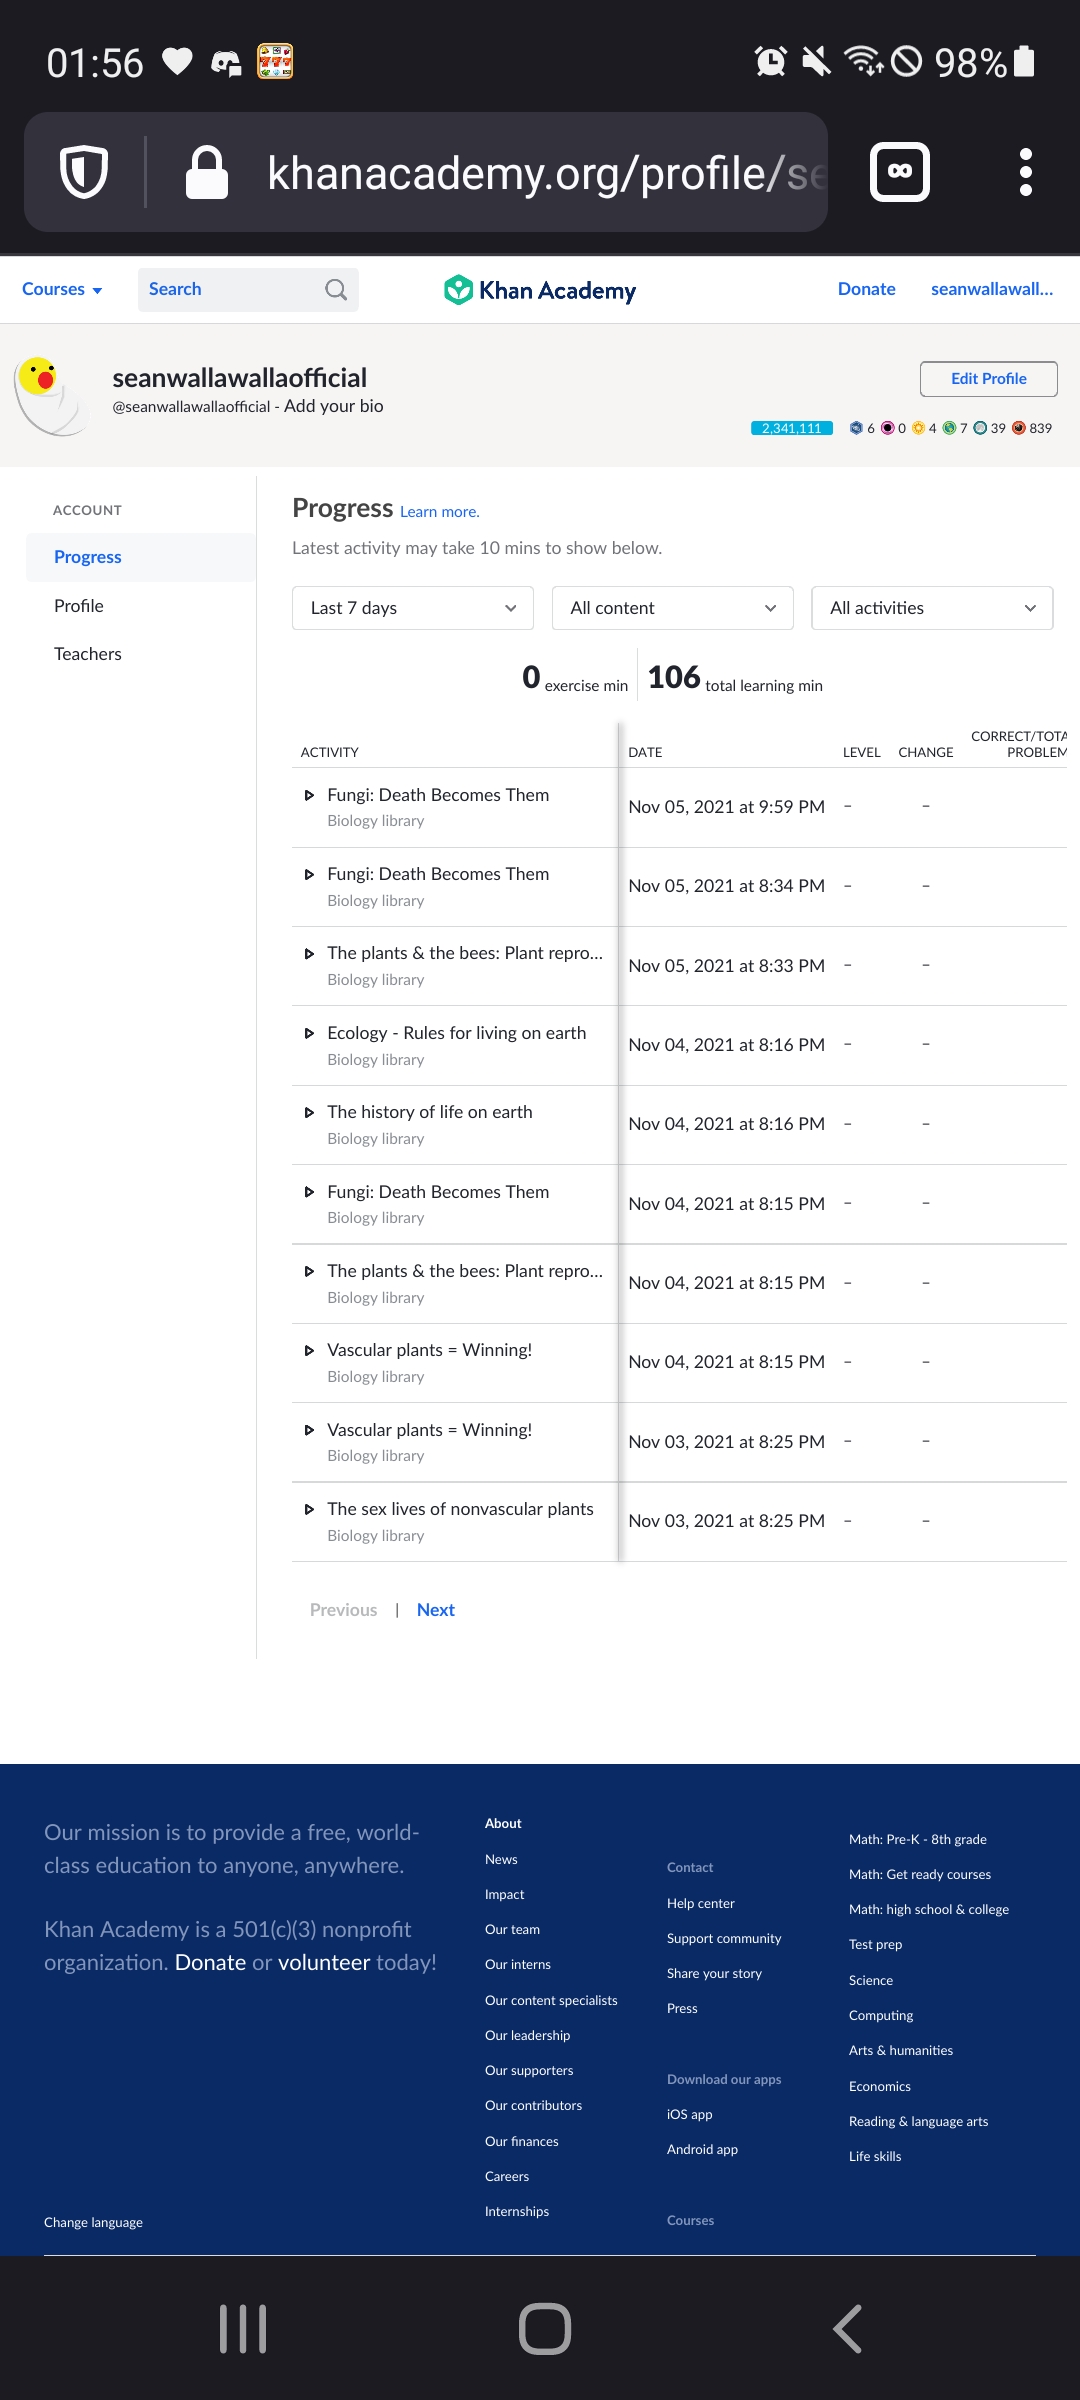 01:56
98%
khanacademy.org/profile/se
Courses
Search
Khan Academy
Donate
seanwallawall...
seanwallawallaofficial
@seanwallawallaofficial - Add your bio
Edit Profile
2,341,111 6 0 4 7 39 839
ACCOUNT
Progress
Profile
Teachers
Progress Learn more.
Latest activity may take 10 mins to show below.
Last 7 days
All content
All activities
0 exercise min
106 total learning min
ACTIVITY DATE LEVEL CHANGE CORRECT/TOTA
PROBLEM
Fungi: Death Becomes Them
Biology library
Nov 05, 2021 at 9:59 PM – –
Fungi: Death Becomes Them
Biology library
Nov 05, 2021 at 8:34 PM – –
The plants & the bees: Plant repro...
Biology library
Nov 05, 2021 at 8:33 PM – –
Ecology - Rules for living on earth
Biology library
Nov 04, 2021 at 8:16 PM – –
The history of life on earth
Biology library
Nov 04, 2021 at 8:16 PM – –
Fungi: Death Becomes Them
Biology library
Nov 04, 2021 at 8:15 PM – –
The plants & the bees: Plant repro...
Biology library
Nov 04, 2021 at 8:15 PM – –
Vascular plants = Winning!
Biology library
Nov 04, 2021 at 8:15 PM – –
Vascular plants = Winning!
Biology library
Nov 03, 2021 at 8:25 PM – –
The sex lives of nonvascular plants
Biology library
Nov 03, 2021 at 8:25 PM – –
Previous | Next
Our mission is to provide a free, world-
class education to anyone, anywhere.
Khan Academy is a 501(c)(3) nonprofit
organization. Donate or volunteer today!
Change language
About
News
Impact
Our team
Our interns
Our content specialists
Our leadership
Our supporters
Our contributors
Our finances
Careers
Internships
Contact
Help center
Support community
Share your story
Press
Download our apps
iOS app
Android app
Courses
Math: Pre-K - 8th grade
Math: Get ready courses
Math: high school & college
Test prep
Science
Computing
Arts & humanities
Economics
Reading & language arts
Life skills